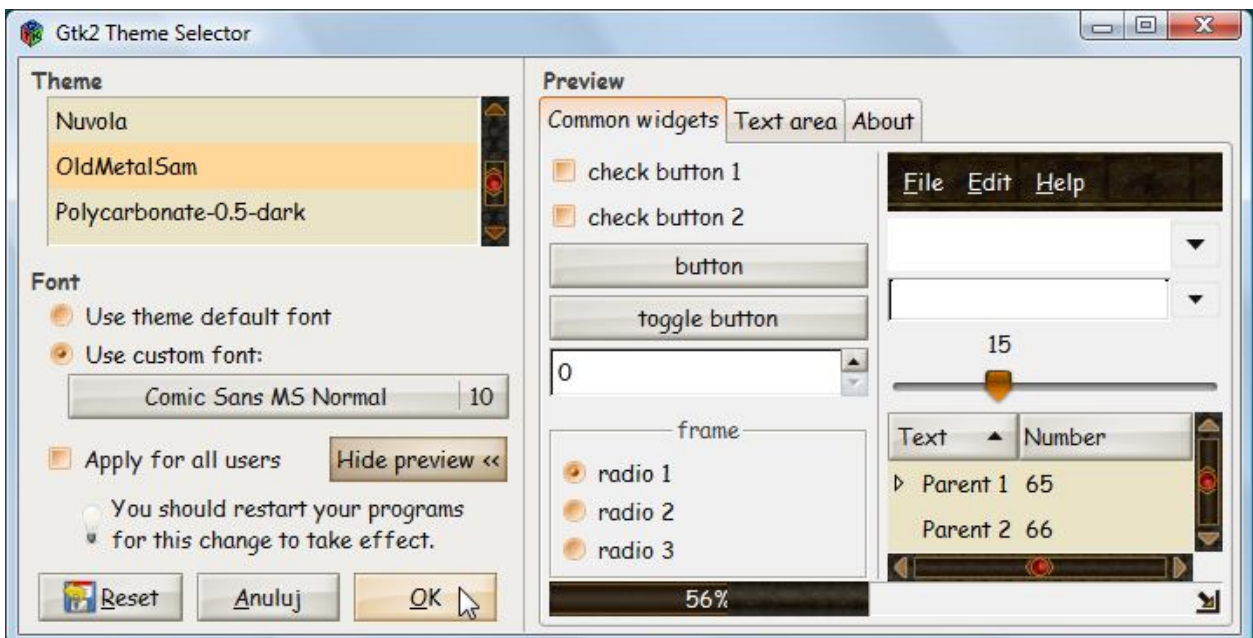 Gtk2 Theme Selector
Theme
Nuvola
OldMetalSam
Polycarbonate-0.5-dark
Font
Use theme default font
Use custom font:
Comic Sans MS Normal 10
Apply for all users
Hide preview <<
You should restart your programs
for this change to take effect.
Reset
Anuluj
OK
Preview
Common widgets
Text area
About
check button 1
check button 2
button
toggle button
0
frame
radio 1
radio 2
radio 3
File Edit Help
15
Text Number
Parent 1 65
Parent 2 66
56%